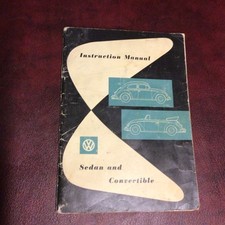 Instruction Manual
VW
Sedan and
Convertible